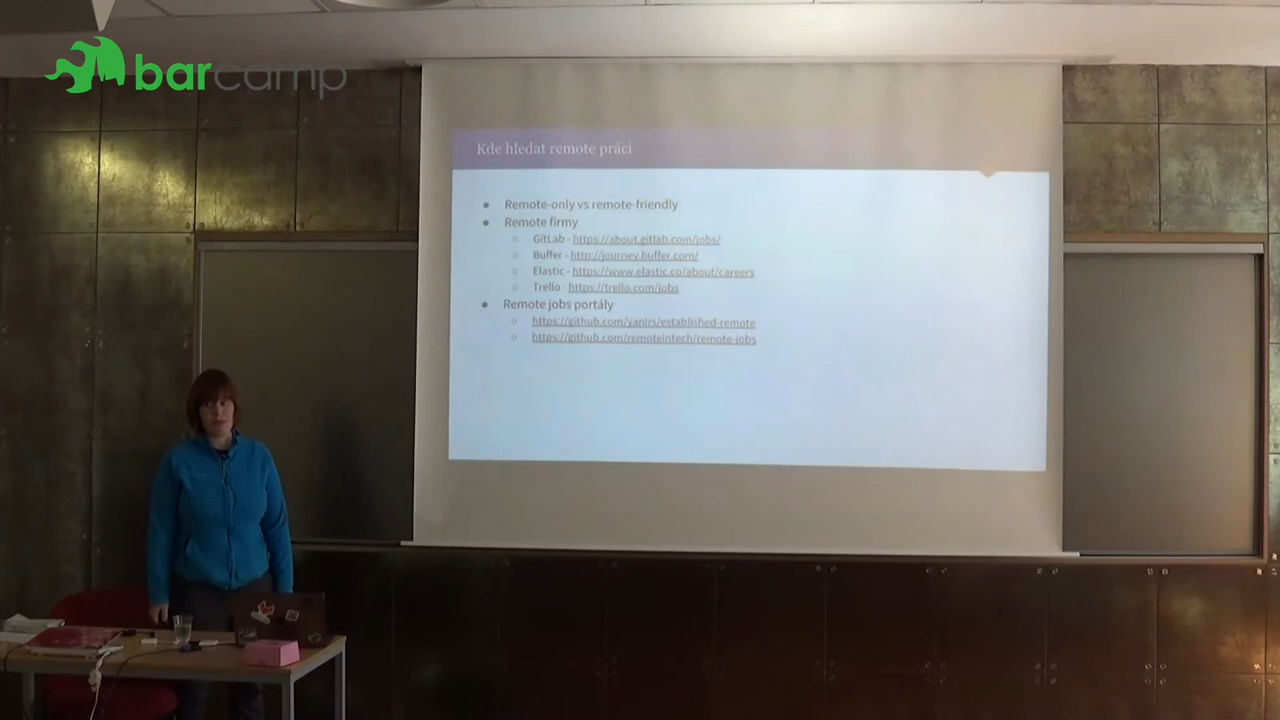 barcamp
Kde hledat remote práci
Remote-only vs remote-friendly
Remote firmy
GitLab - https://about.gitlab.com/jobs/
Buffer - http://journey.buffer.com/
Elastic - https://www.elastic.co/about/careers
Trello - https://trello.com/jobs
Remote jobs portály
https://github.com/yanirs/established-remote
https://github.com/remoteintech/remote-jobs